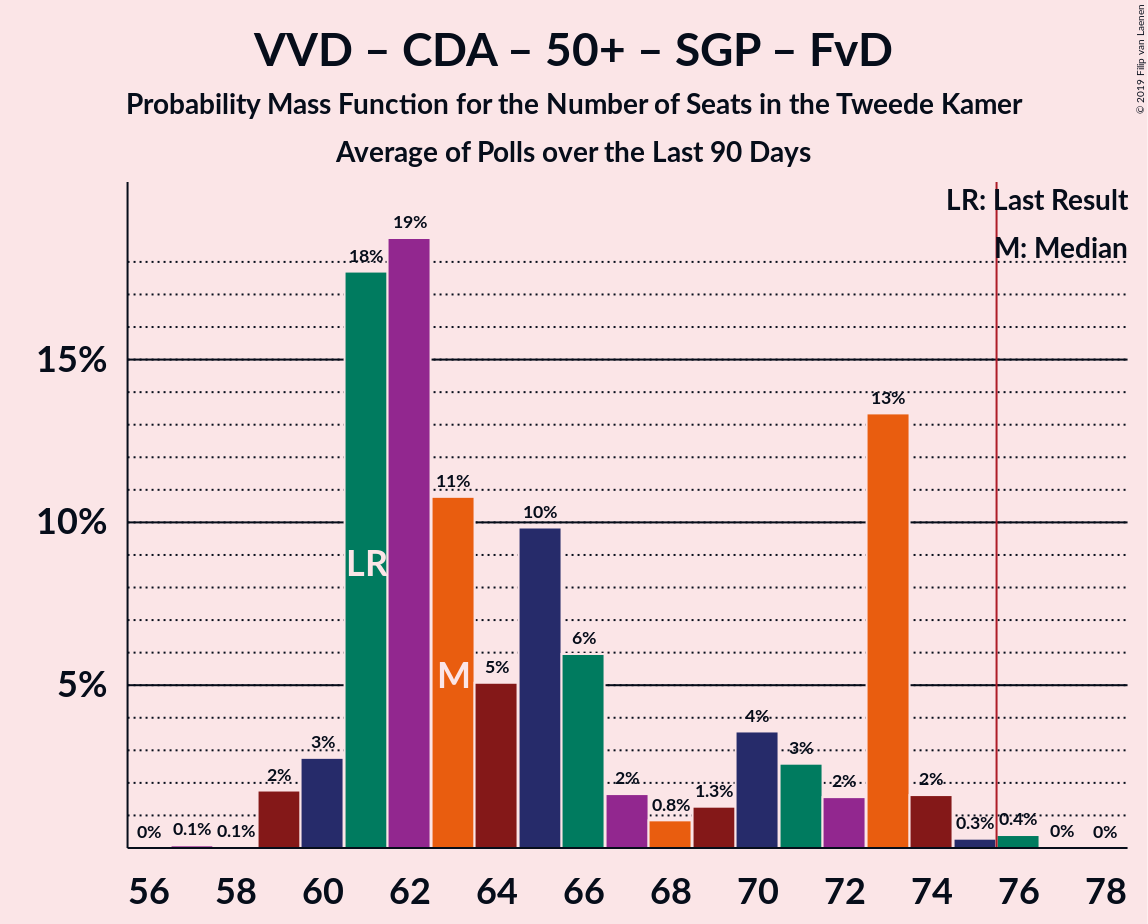 VVD – CDA – 50+ – SGP – FvD
Probability Mass Function for the Number of Seats in the Tweede Kamer
Average of Polls over the Last 90 Days
© 2019 Filip van Laenen
LR: Last Result
M: Median
15%
10%
5%
0%
0.1%
0.1%
2%
3%
18%
19%
11%
5%
10%
6%
2%
0.8%
1.3%
4%
3%
2%
13%
2%
0.3%
0.4%
0%
0%
LR
M
56 58 60 62 64 66 68 70 72 74 76 78